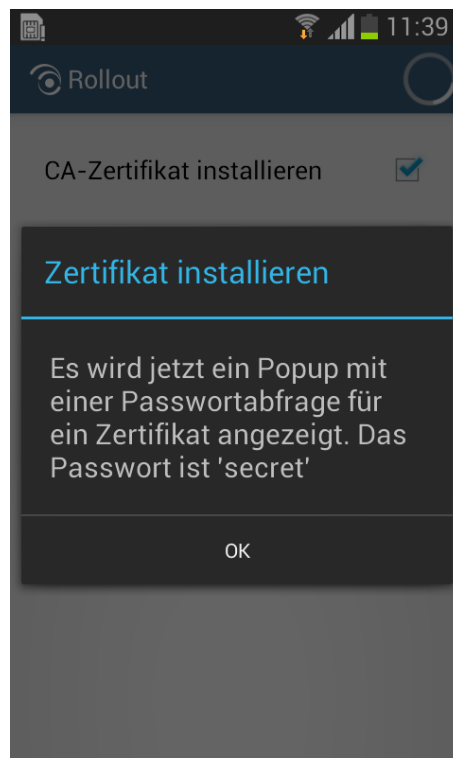 11:39
Rollout
CA-Zertifikat installieren
Zertifikat installieren
Es wird jetzt ein Popup mit
einer Passwortabfrage für
ein Zertifikat angezeigt. Das
Passwort ist 'secret'
OK